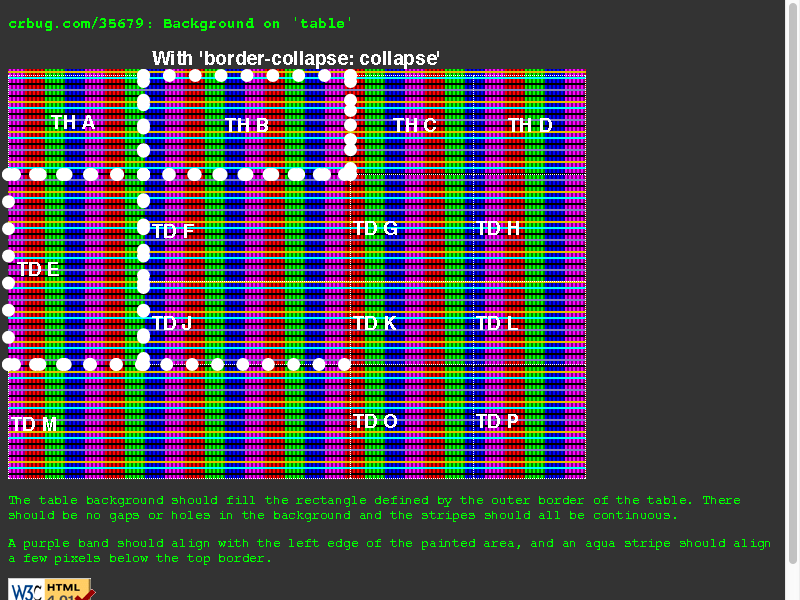 crbug.com/35679: Background on 'table'
With 'border-collapse: collapse'
TH A
TH B
TH C
TH D
TD E
TD F
TD G
TD H
TD J
TD K
TD L
TD M
TD O
TD P
The table background should fill the rectangle defined by the outer border of the table. There
should be no gaps or holes in the background and the stripes should all be continuous.
A purple band should align with the left edge of the painted area, and an aqua stripe should align
a few pixels below the top border.
W3C HTML
4.01